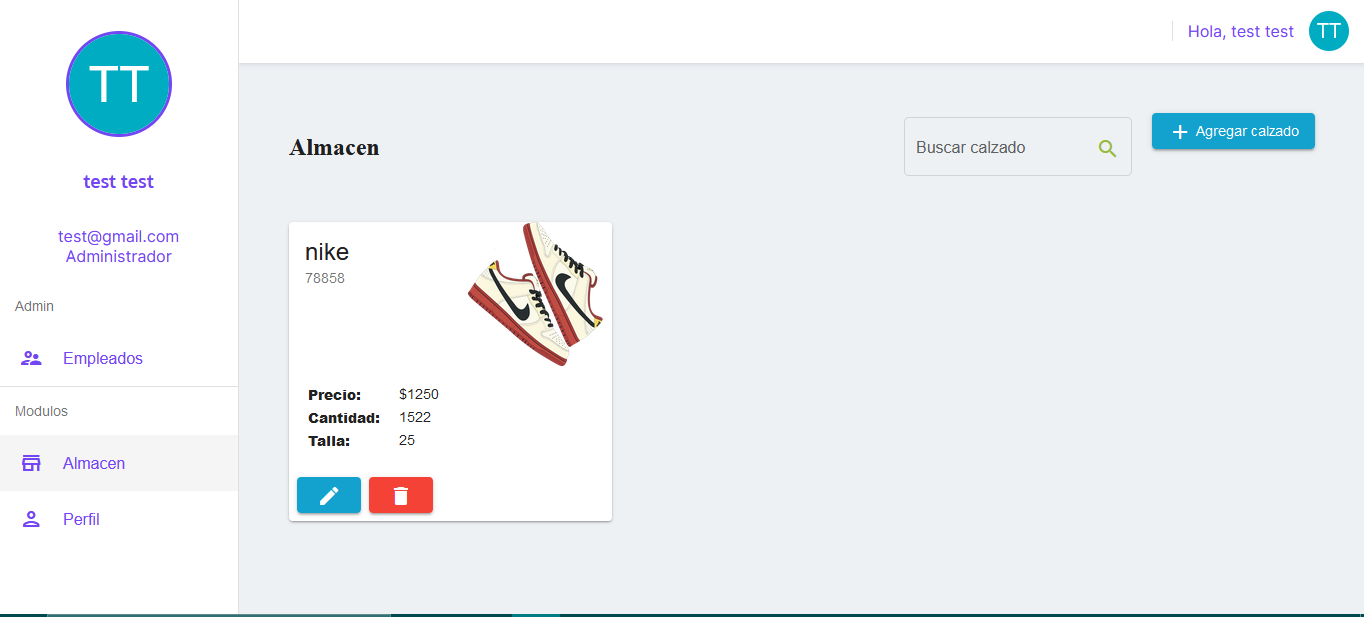 TT
test test
test@gmail.com
Administrador
Admin
Empleados
Modulos
Almacen
Perfil
Hola, test test
TT
Almacen
Buscar calzado
Agregar calzado
nike
78858
Precio: $1250
Cantidad: 1522
Talla: 25